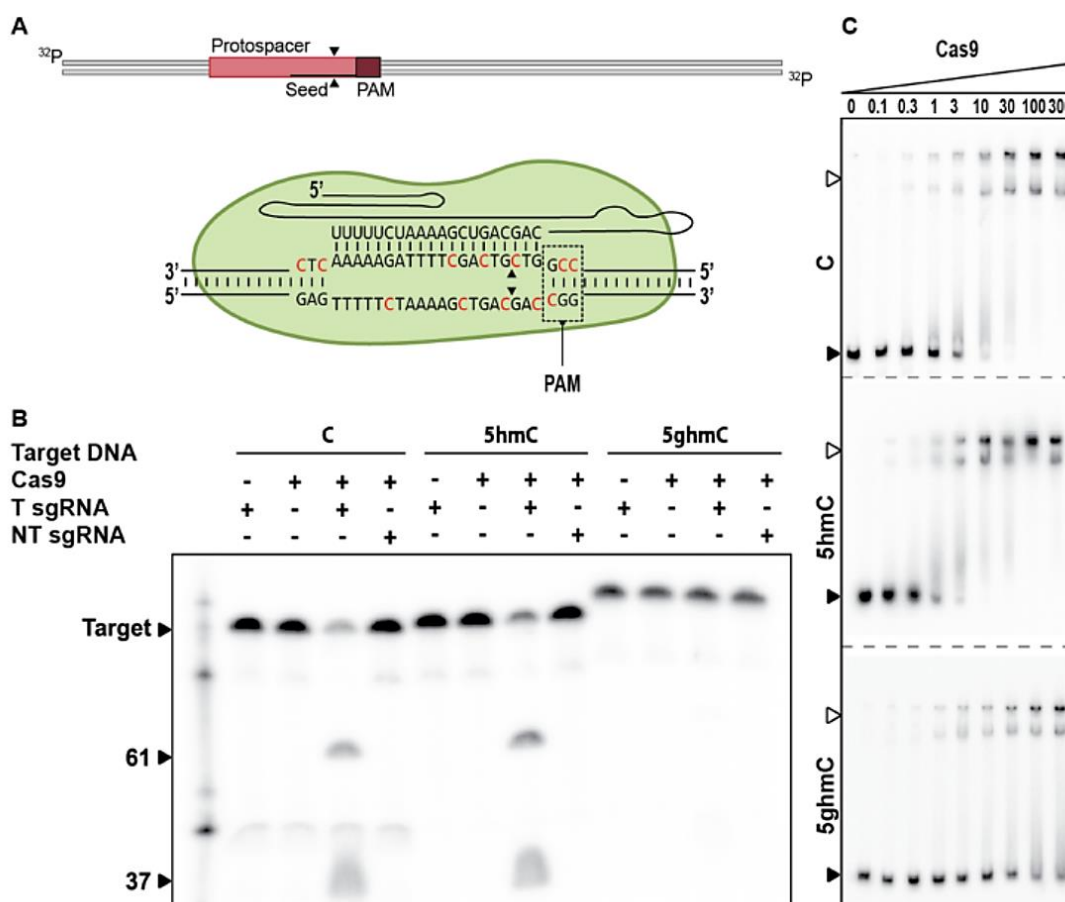 A
32P
Protospacer
Seed
PAM
32P
5’
UUUUUCUAAAAGCUGACGAC
3’
CTC
AAAAAGATTTTCGACTGCTG
GCC
5’
5’
GAG
TTTTTCTAAAAGCTGACGAC
CGG
3’
PAM
B
Target DNA
C
5hmC
5ghmC
Cas9
- + + + - + + + - + + +
T sgRNA
+ - + - + - + - + - + -
NT sgRNA
- - - + - - - + - - - +
Target
61
37
C
Cas9
0 0.1 0.3 1 3 10 30 100 300
C
5hmC
5ghmC